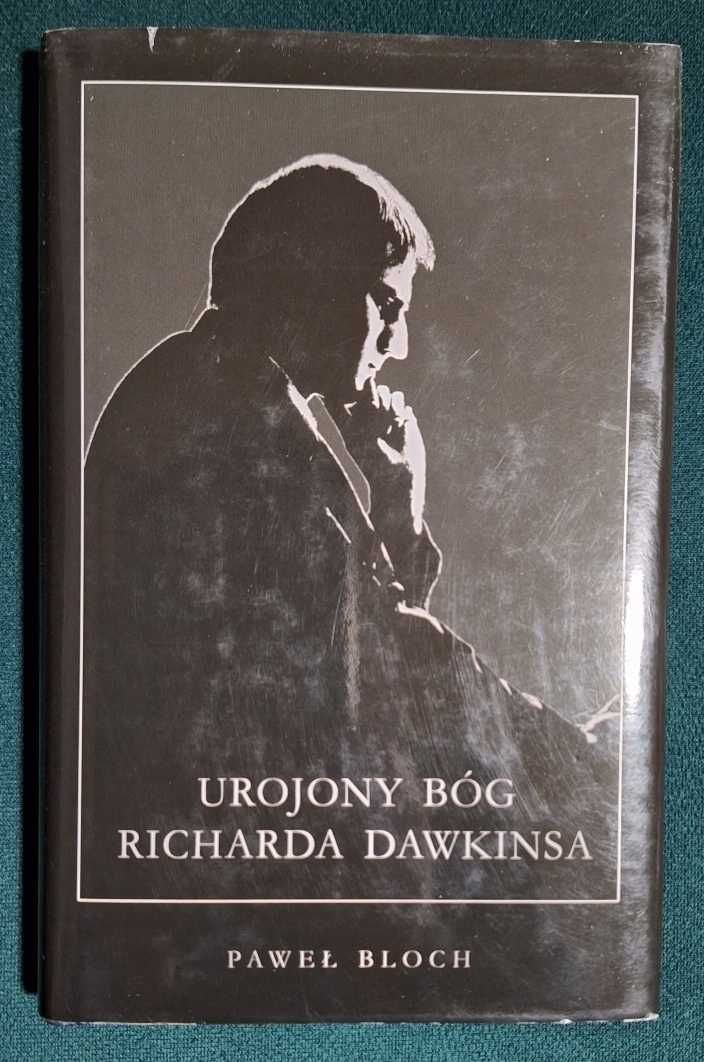 UROJONY BÓG
RICHARDA DAWKINSA
PAWEŁ BLOCH